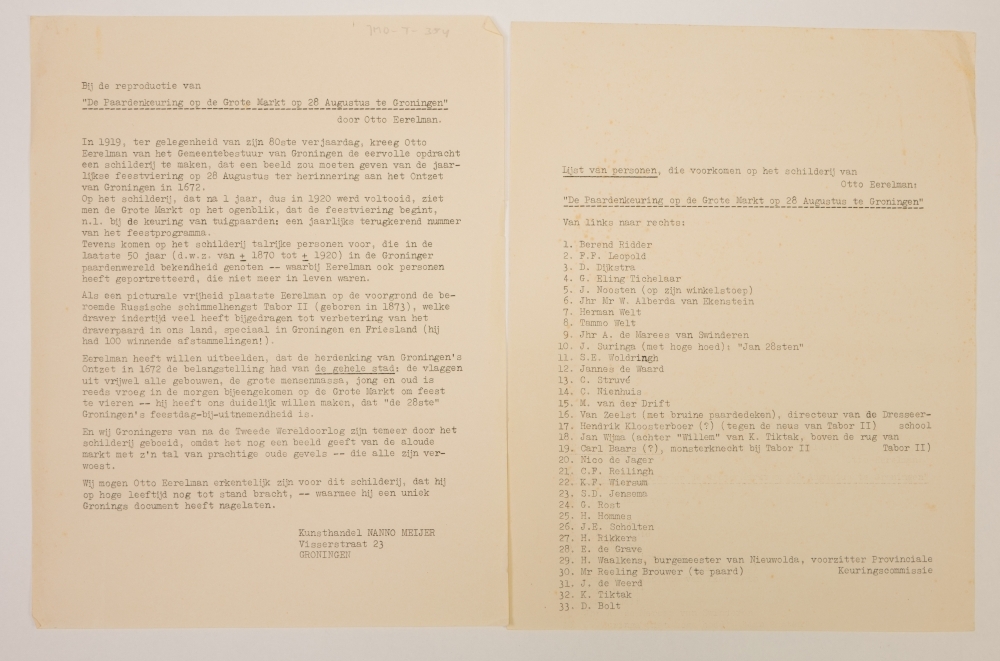 Bij de reproductie van
"De Paardenkeuring op de Grote Markt op 28 Augustus te Groningen"
door Otto Eerelman.
In 1919, ter gelegenheid van zijn 80ste verjaardag, kreeg Otto
Eerelman van het Gemeentebestuur van Groningen de eervolle opdracht
een schilderij te maken, dat een beeld zou moeten geven van de jaar-
lijkse feestviering op 28 Augustus ter herinnering aan het Ontzet
van Groningen in 1672.
Op het schilderij, dat na 1 jaar, dus in 1920 werd voltooid, ziet
men de Grote Markt op het ogenblik, dat de feestviering begint,
n.l. bij de keuring van tuigpaarden: een jaarlijks terugkerend nummer
van het feestprogramma.
Tevens komen op het schilderij talrijke personen voor, die in de
laatste 50 jaar (d.w.z. van ± 1870 tot ± 1920) in de Groninger
paardenwereld bekendheid genoten -- waarbij Eerelman ook personen
heeft geportretteerd, die niet meer in leven waren.
Als een picturale vrijheid plaatste Eerelman op de voorgrond de be-
roemde Russische schimmelhengst Tabor II (geboren in 1873), welke
draver indertijd veel heeft bijgedragen tot verbetering van het
draverpaard in ons land, speciaal in Groningen en Friesland (hij
had 100 winnende afstammelingen!).
Eerelman heeft willen uitbeelden, dat de herdenking van Groningen's
Ontzet in 1672 de belangstelling had van de gehele stad: de vlaggen
uit vrijwel alle gebouwen, de grote mensenmassa, jong en oud is
reeds vroeg in de morgen bijeengekomen op de Grote Markt om feest
te vieren -- hij heeft ons duidelijk willen maken, dat "de 28ste"
Groningen's feestdag-bij-uitnemendheid is.
En wij Groningers van na de Tweede Wereldoorlog zijn temeer door het
schilderij geboeid, omdat het nog een beeld geeft van de aloude
markt met z'n tal van prachtige oude gevels -- die alle zijn ver-
woest.
Wij mogen Otto Eerelman erkentelijk zijn voor dit schilderij, dat hij
op hoge leeftijd nog tot stand bracht, -- waarmee hij een uniek
Gronings document heeft nagelaten.
Kunsthandel NANNO MEIJER
Visserstraat 23
GRONINGEN
Lijst van personen, die voorkomen op het schilderij van
Otto Eerelman:
"De Paardenkeuring op de Grote Markt op 28 Augustus te Groningen"
Van links naar rechts:
1. Berend Ridder
2. F.F. Leopold
3. D. Dijkstra
4. G. Eling Tichelaar
5. J. Noosten (op zijn winkelstoep)
6. Jhr Mr W. Alberda van Ekenstein
7. Herman Welt
8. Tammo Welt
9. Jhr A. de Marees van Swinderen
10. J. Suringa (met hoge hoed): "Jan 28sten"
11. S.E. Woldringh
12. Jannes de Waard
13. C. Struvé
14. C. Nienhuis
15. M. van der Drift
16. Van Zeelst (met bruine paardedeken), directeur van de Dresseer-
17. Hendrik Kloosterboer (?) (tegen de neus van Tabor II) school
18. Jan Wijma (achter "Willem" van K. Tiktak, boven de rug van
19. Carl Baars (?), monsterknecht bij Tabor II Tabor II)
20. Nico de Jager
21. C.F. Reilingh
22. K.F. Wiersum
23. S.D. Jensema
24. G. Rost
25. H. Hommes
26. J.E. Scholten
27. H. Rikkers
28. E. de Grave
29. H. Waalkens, burgemeester van Nieuwolda, voorzitter Provinciale
30. Mr Reeling Brouwer (te paard) Keuringscommissie
31. J. de Weerd
32. K. Tiktak
33. D. Bolt